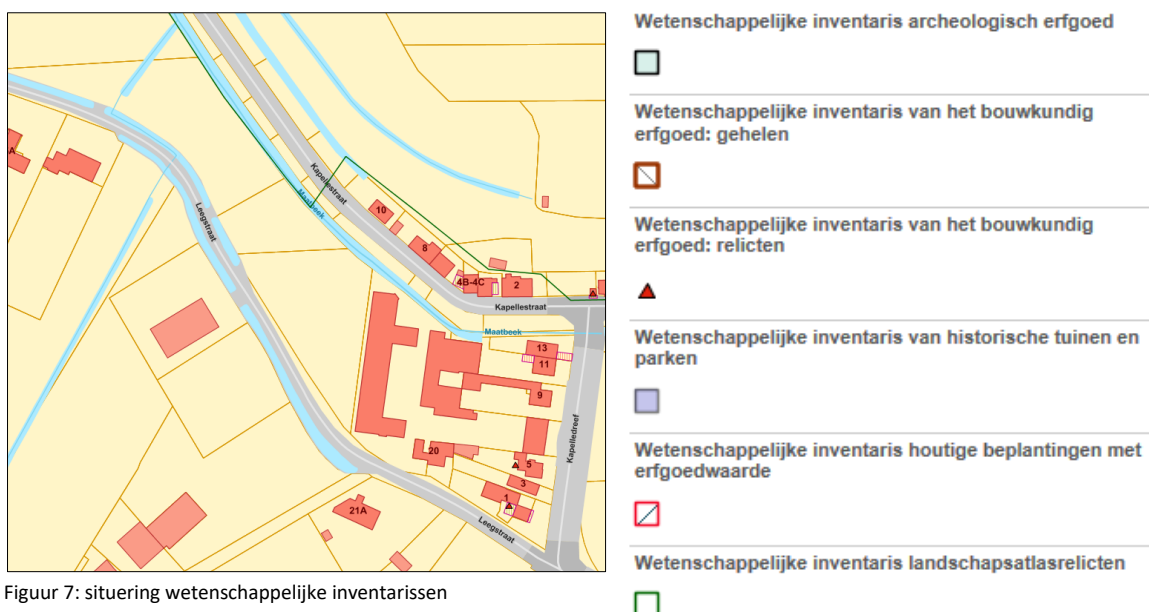 Kapellestraat
Maatbeek
Leegstraat
A
10
8
4B-4C
2
Kapellestraat
Maatbeek
13
11
9
Kapelledreef
20
5
3
1
21A
Leegstraat
Figuur 7: situering wetenschappelijke inventarissen
Wetenschappelijke inventaris archeologisch erfgoed
Wetenschappelijke inventaris van het bouwkundig
erfgoed: gehelen
Wetenschappelijke inventaris van het bouwkundig
erfgoed: relicten
Wetenschappelijke inventaris van historische tuinen en
parken
Wetenschappelijke inventaris houtige beplantingen met
erfgoedwaarde
Wetenschappelijke inventaris landschapsatlasrelicten